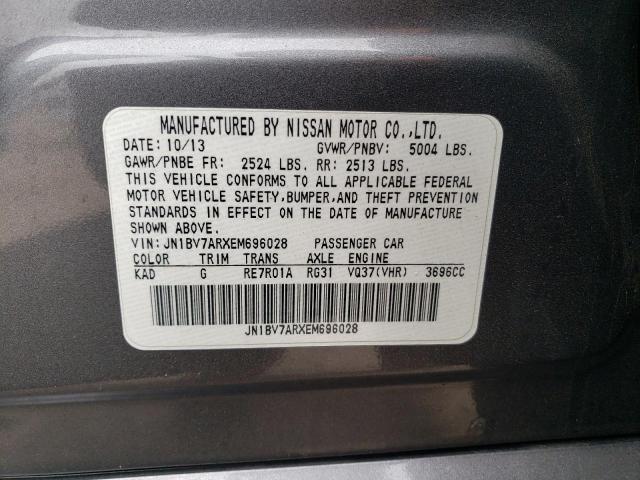 MANUFACTURED BY NISSAN MOTOR CO.,LTD.
DATE: 10/13 GVWR/PNBV: 5004 LBS.
GAWR/PNBE FR: 2524 LBS. RR: 2513 LBS.
THIS VEHICLE CONFORMS TO ALL APPLICABLE FEDERAL
MOTOR VEHICLE SAFETY,BUMPER,AND THEFT PREVENTION
STANDARDS IN EFFECT ON THE DATE OF MANUFACTURE
SHOWN ABOVE.
VIN: JN1BV7ARXEM696028 PASSENGER CAR
COLOR TRIM TRANS AXLE ENGINE
KAD G RE7R01A RG31 VQ37(VHR) 3696CC
JN1BV7ARXEM696028